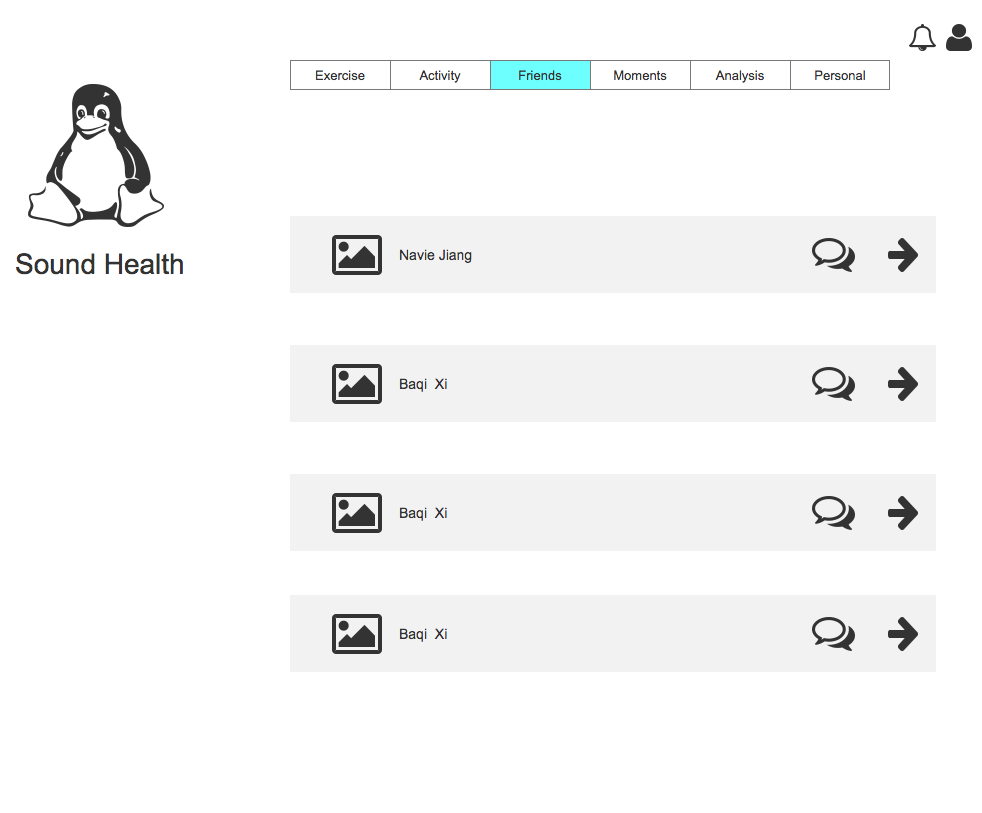 Exercise Activity Friends Moments Analysis Personal
Sound Health
Navie Jiang
Baqi  Xi
Baqi  Xi
Baqi  Xi